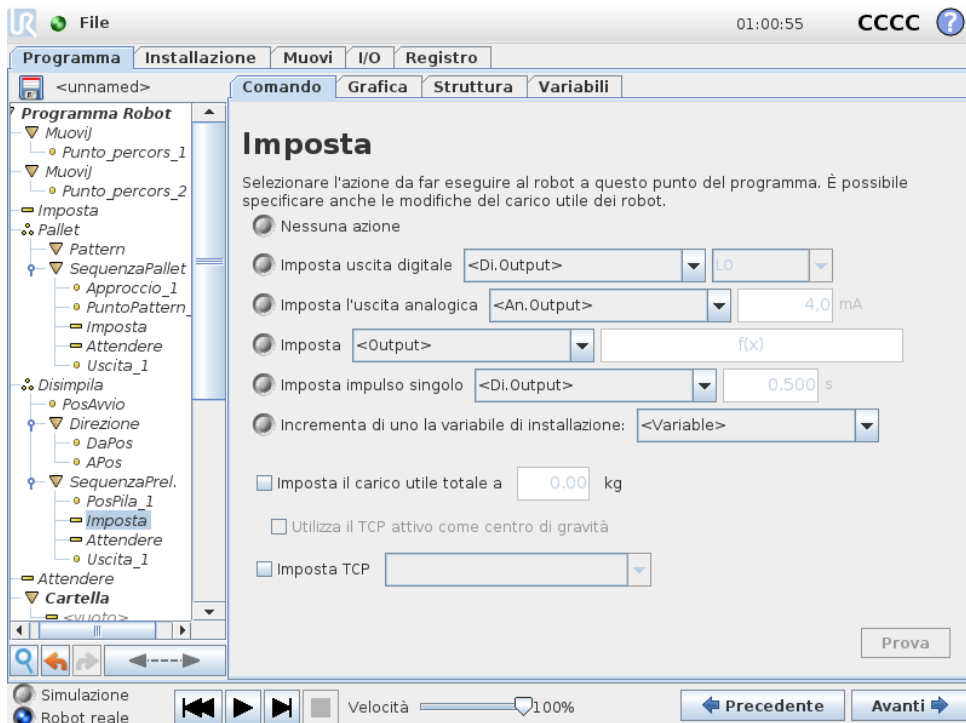 UR File 01:00:55 CCCC ?
Programma Installazione Muovi I/O Registro
<unnamed>
Comando Grafica Struttura Variabili
Programma Robot
MuoviJ
Punto_percors_1
MuoviJ
Punto_percors_2
Imposta
Pallet
Pattern
SequenzaPallet
Approccio_1
PuntoPattern_
Imposta
Attendere
Uscita_1
Disimpila
PosAvvio
Direzione
DaPos
APos
SequenzaPrel.
PosPila_1
Imposta
Attendere
Uscita_1
Attendere
Cartella
<vuoto>
Imposta
Selezionare l'azione da far eseguire al robot a questo punto del programma. È possibile
specificare anche le modifiche del carico utile dei robot.
Nessuna azione
Imposta uscita digitale <Di.Output> L0
Imposta l'uscita analogica <An.Output> 4,0 mA
Imposta <Output> f(x)
Imposta impulso singolo <Di.Output> 0,500 s
Incrementa di uno la variabile di installazione: <Variable>
Imposta il carico utile totale a 0.00 kg
Utilizza il TCP attivo come centro di gravità
Imposta TCP
Prova
Simulazione
Robot reale
Velocità 100%
Precedente Avanti